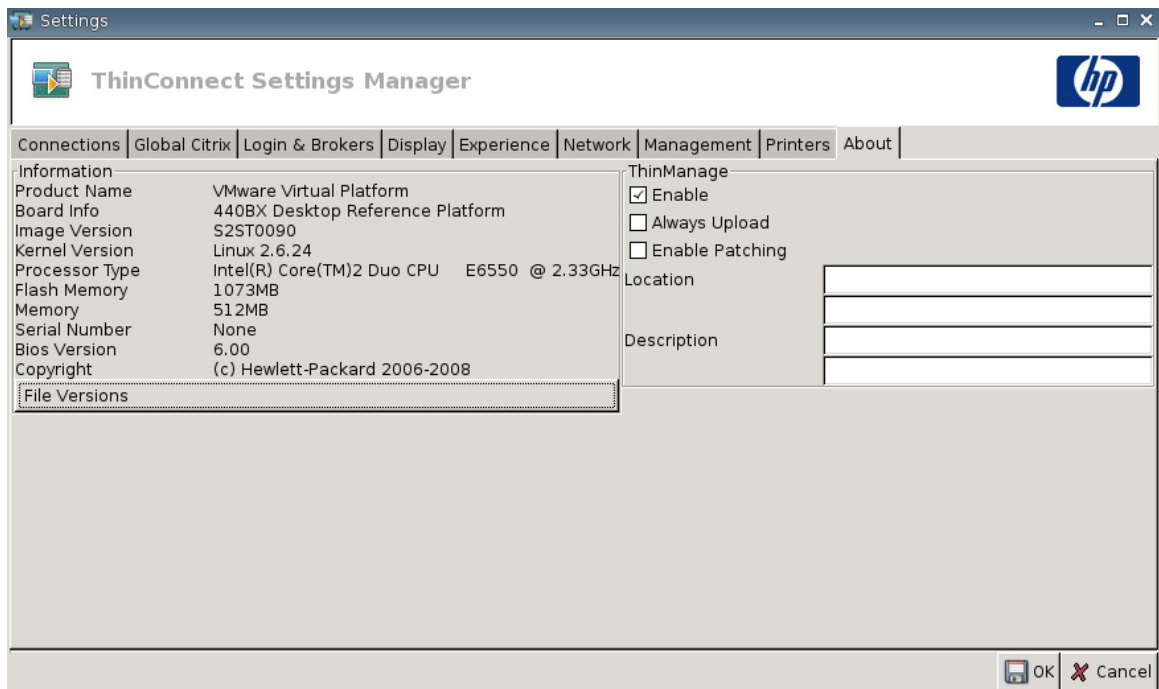 Settings
ThinConnect Settings Manager
hp
Connections Global Citrix Login & Brokers Display Experience Network Management Printers About
Information
Product Name VMware Virtual Platform
Board Info 440BX Desktop Reference Platform
Image Version S2ST0090
Kernel Version Linux 2.6.24
Processor Type Intel(R) Core(TM)2 Duo CPU E6550 @ 2.33GHz
Flash Memory 1073MB
Memory 512MB
Serial Number None
Bios Version 6.00
Copyright (c) Hewlett-Packard 2006-2008
File Versions
ThinManage
Enable
Always Upload
Enable Patching
Location
Description
OK Cancel